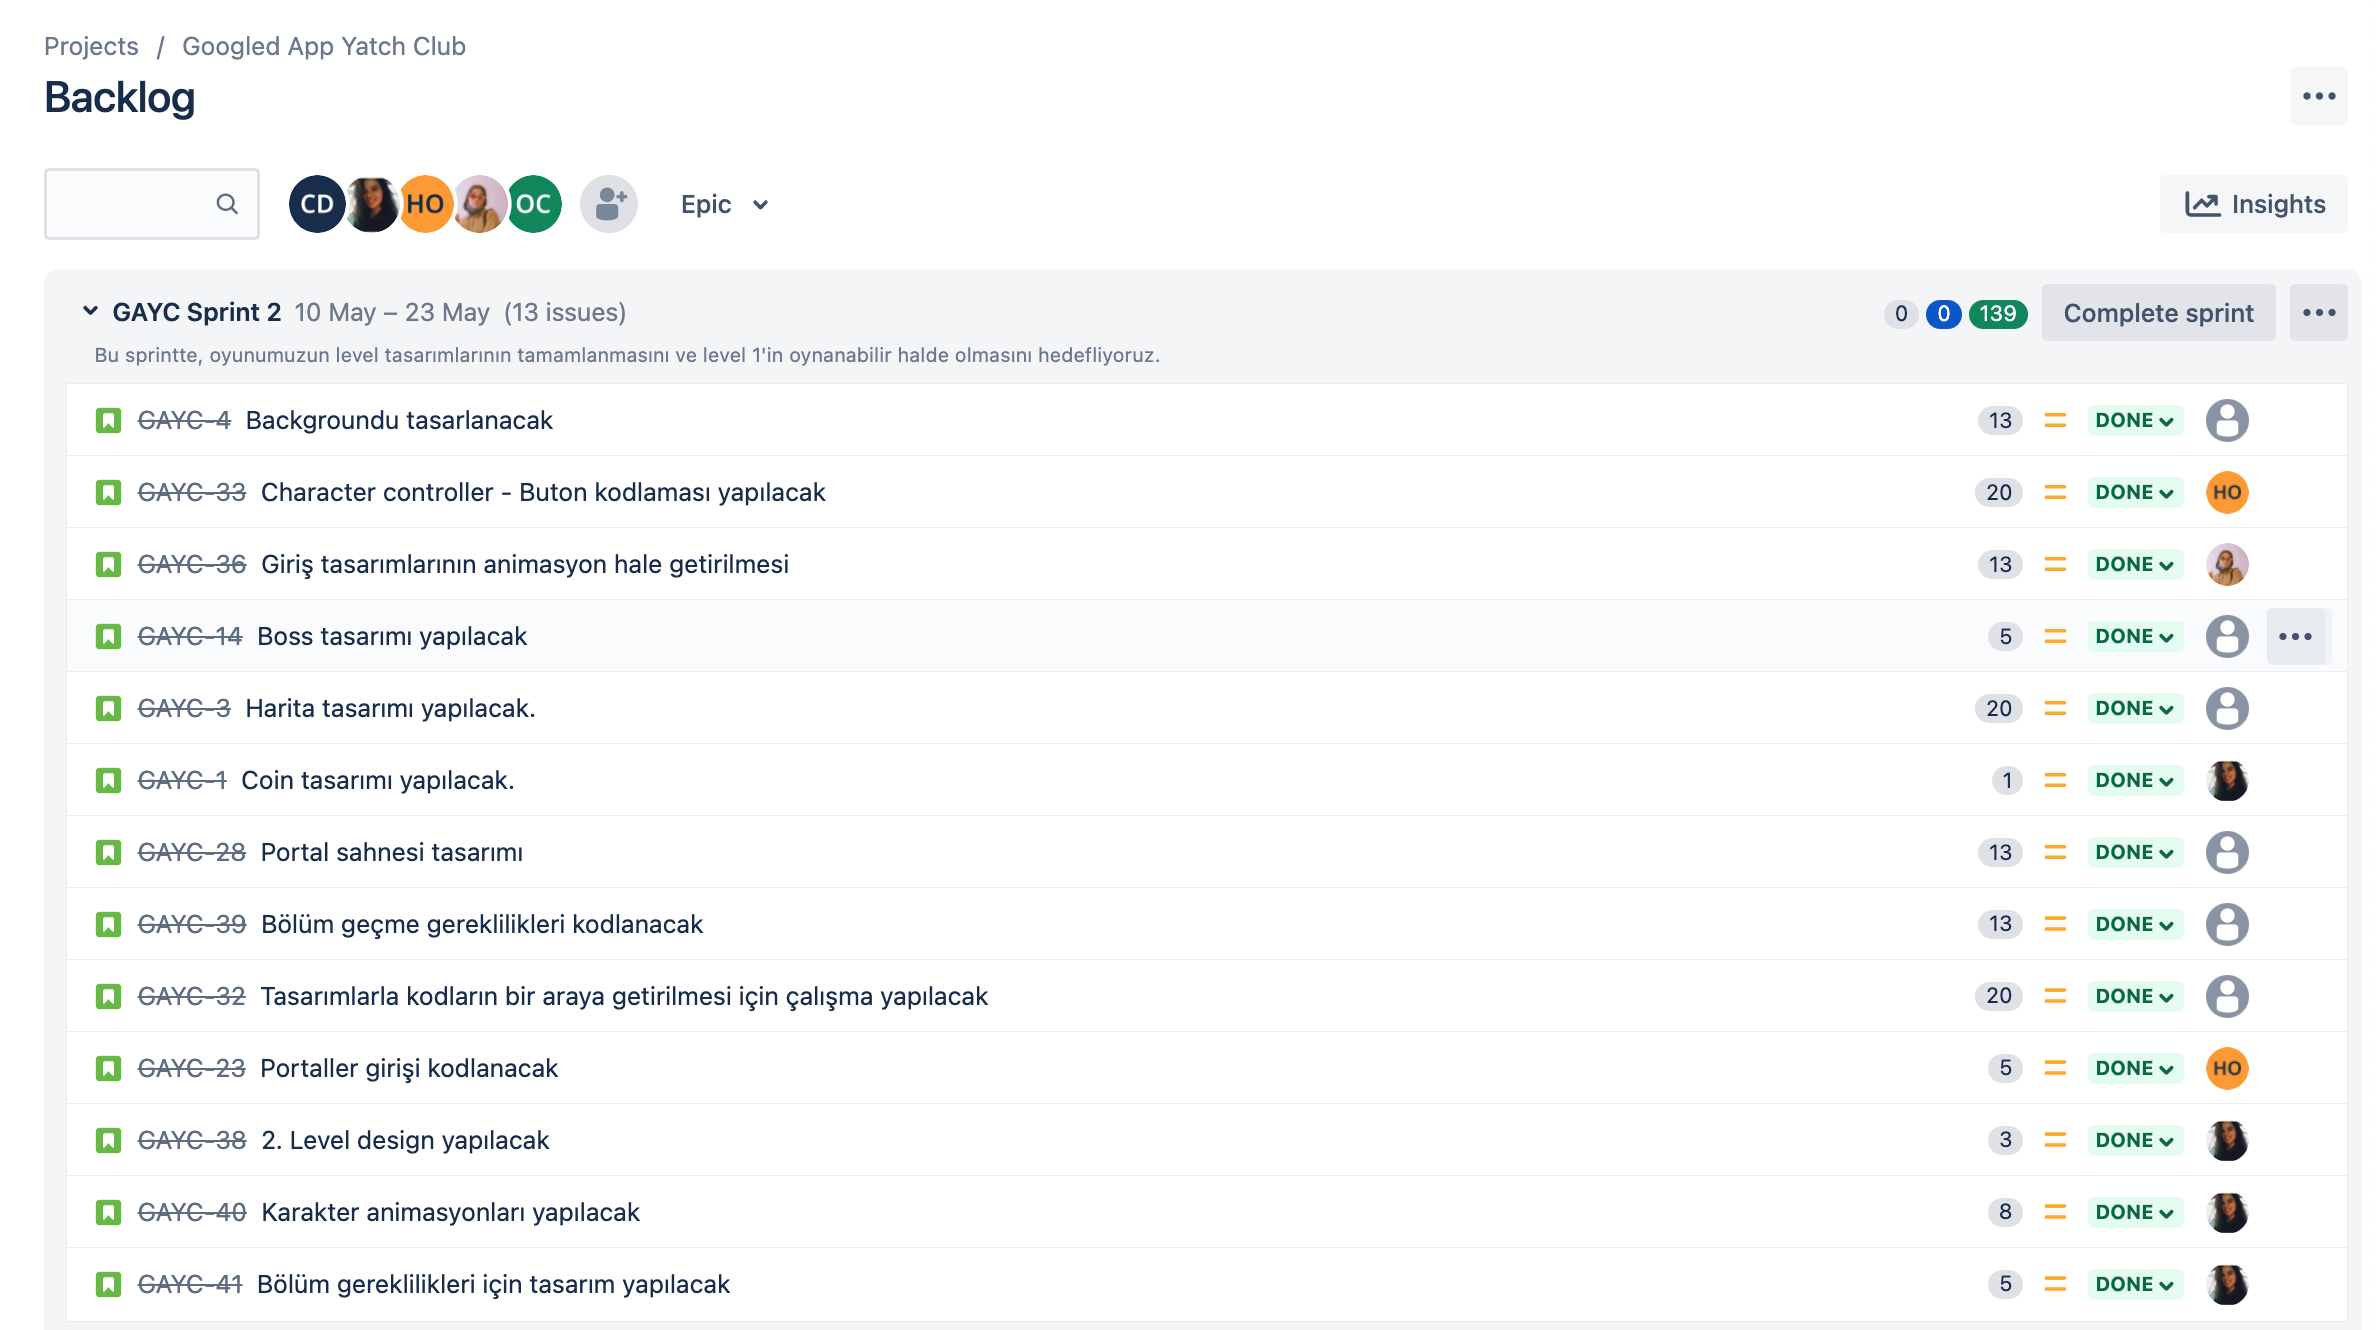 Projects / Googled App Yatch Club
Backlog
CD HO OC Epic Insights
GAYC Sprint 2 10 May – 23 May (13 issues) 0 0 139 Complete sprint
Bu sprintte, oyunumuzun level tasarımlarının tamamlanmasını ve level 1'in oynanabilir halde olmasını hedefliyoruz.
GAYC-4 Backgroundu tasarlanacak 13 DONE
GAYC-33 Character controller - Buton kodlaması yapılacak 20 DONE HO
GAYC-36 Giriş tasarımlarının animasyon hale getirilmesi 13 DONE
GAYC-14 Boss tasarımı yapılacak 5 DONE
GAYC-3 Harita tasarımı yapılacak. 20 DONE
GAYC-1 Coin tasarımı yapılacak. 1 DONE
GAYC-28 Portal sahnesi tasarımı 13 DONE
GAYC-39 Bölüm geçme gereklilikleri kodlanacak 13 DONE
GAYC-32 Tasarımlarla kodların bir araya getirilmesi için çalışma yapılacak 20 DONE
GAYC-23 Portaller girişi kodlanacak 5 DONE HO
GAYC-38 2. Level design yapılacak 3 DONE
GAYC-40 Karakter animasyonları yapılacak 8 DONE
GAYC-41 Bölüm gereklilikleri için tasarım yapılacak 5 DONE